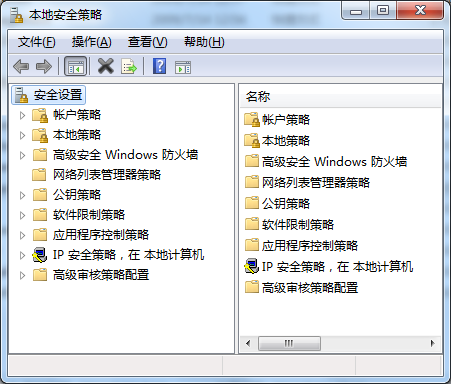 本地安全策略
文件(F) 操作(A) 查看(V) 帮助(H)
安全设置
帐户策略
本地策略
高级安全 Windows 防火墙
网络列表管理器策略
公钥策略
软件限制策略
应用程序控制策略
IP 安全策略，在 本地计算机
高级审核策略配置
名称
帐户策略
本地策略
高级安全 Windows 防火墙
网络列表管理器策略
公钥策略
软件限制策略
应用程序控制策略
IP 安全策略，在 本地计算机
高级审核策略配置